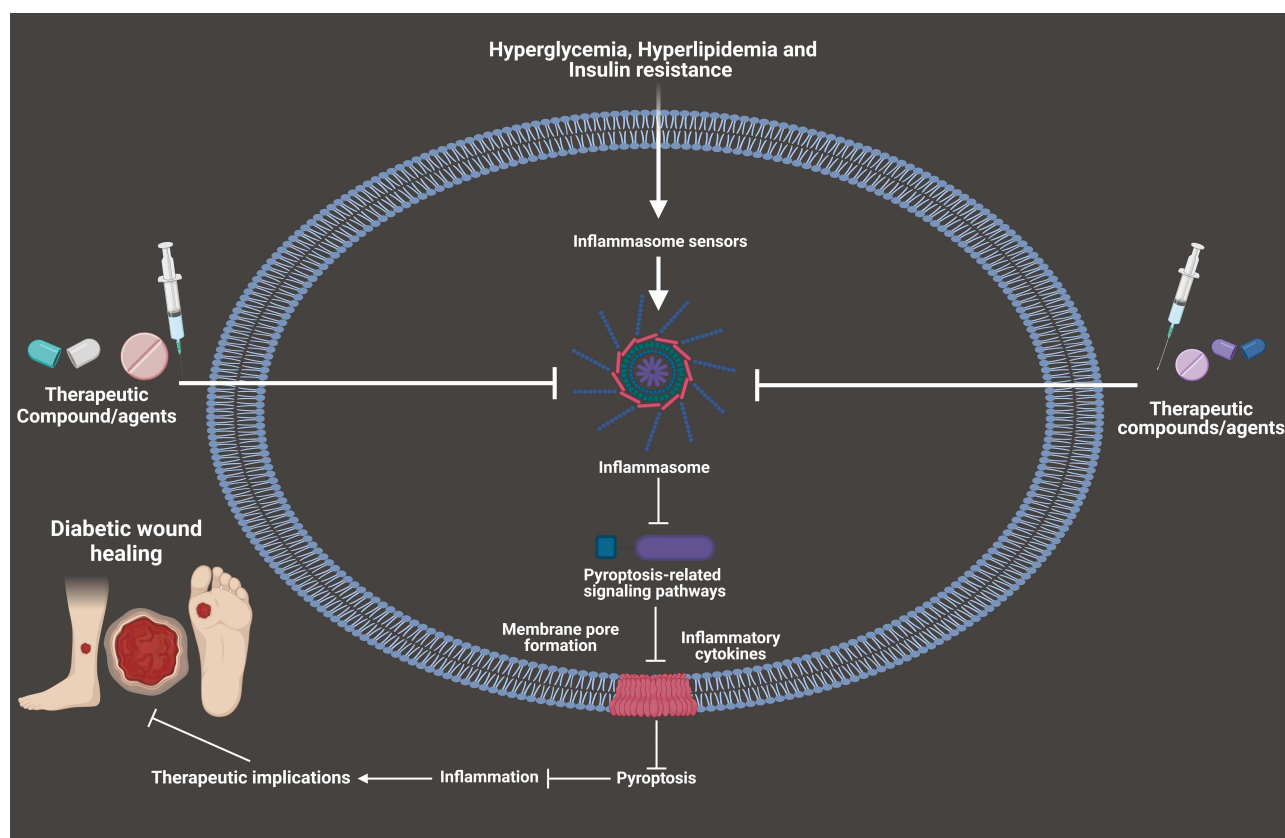 Hyperglycemia, Hyperlipidemia and
Insulin resistance
Inflammasome sensors
Therapeutic
Compound/agents
Therapeutic
compounds/agents
Inflammasome
Diabetic wound
healing
Pyroptosis-related
signaling pathways
Membrane pore
formation
Inflammatory
cytokines
Therapeutic implications
Inflammation
Pyroptosis